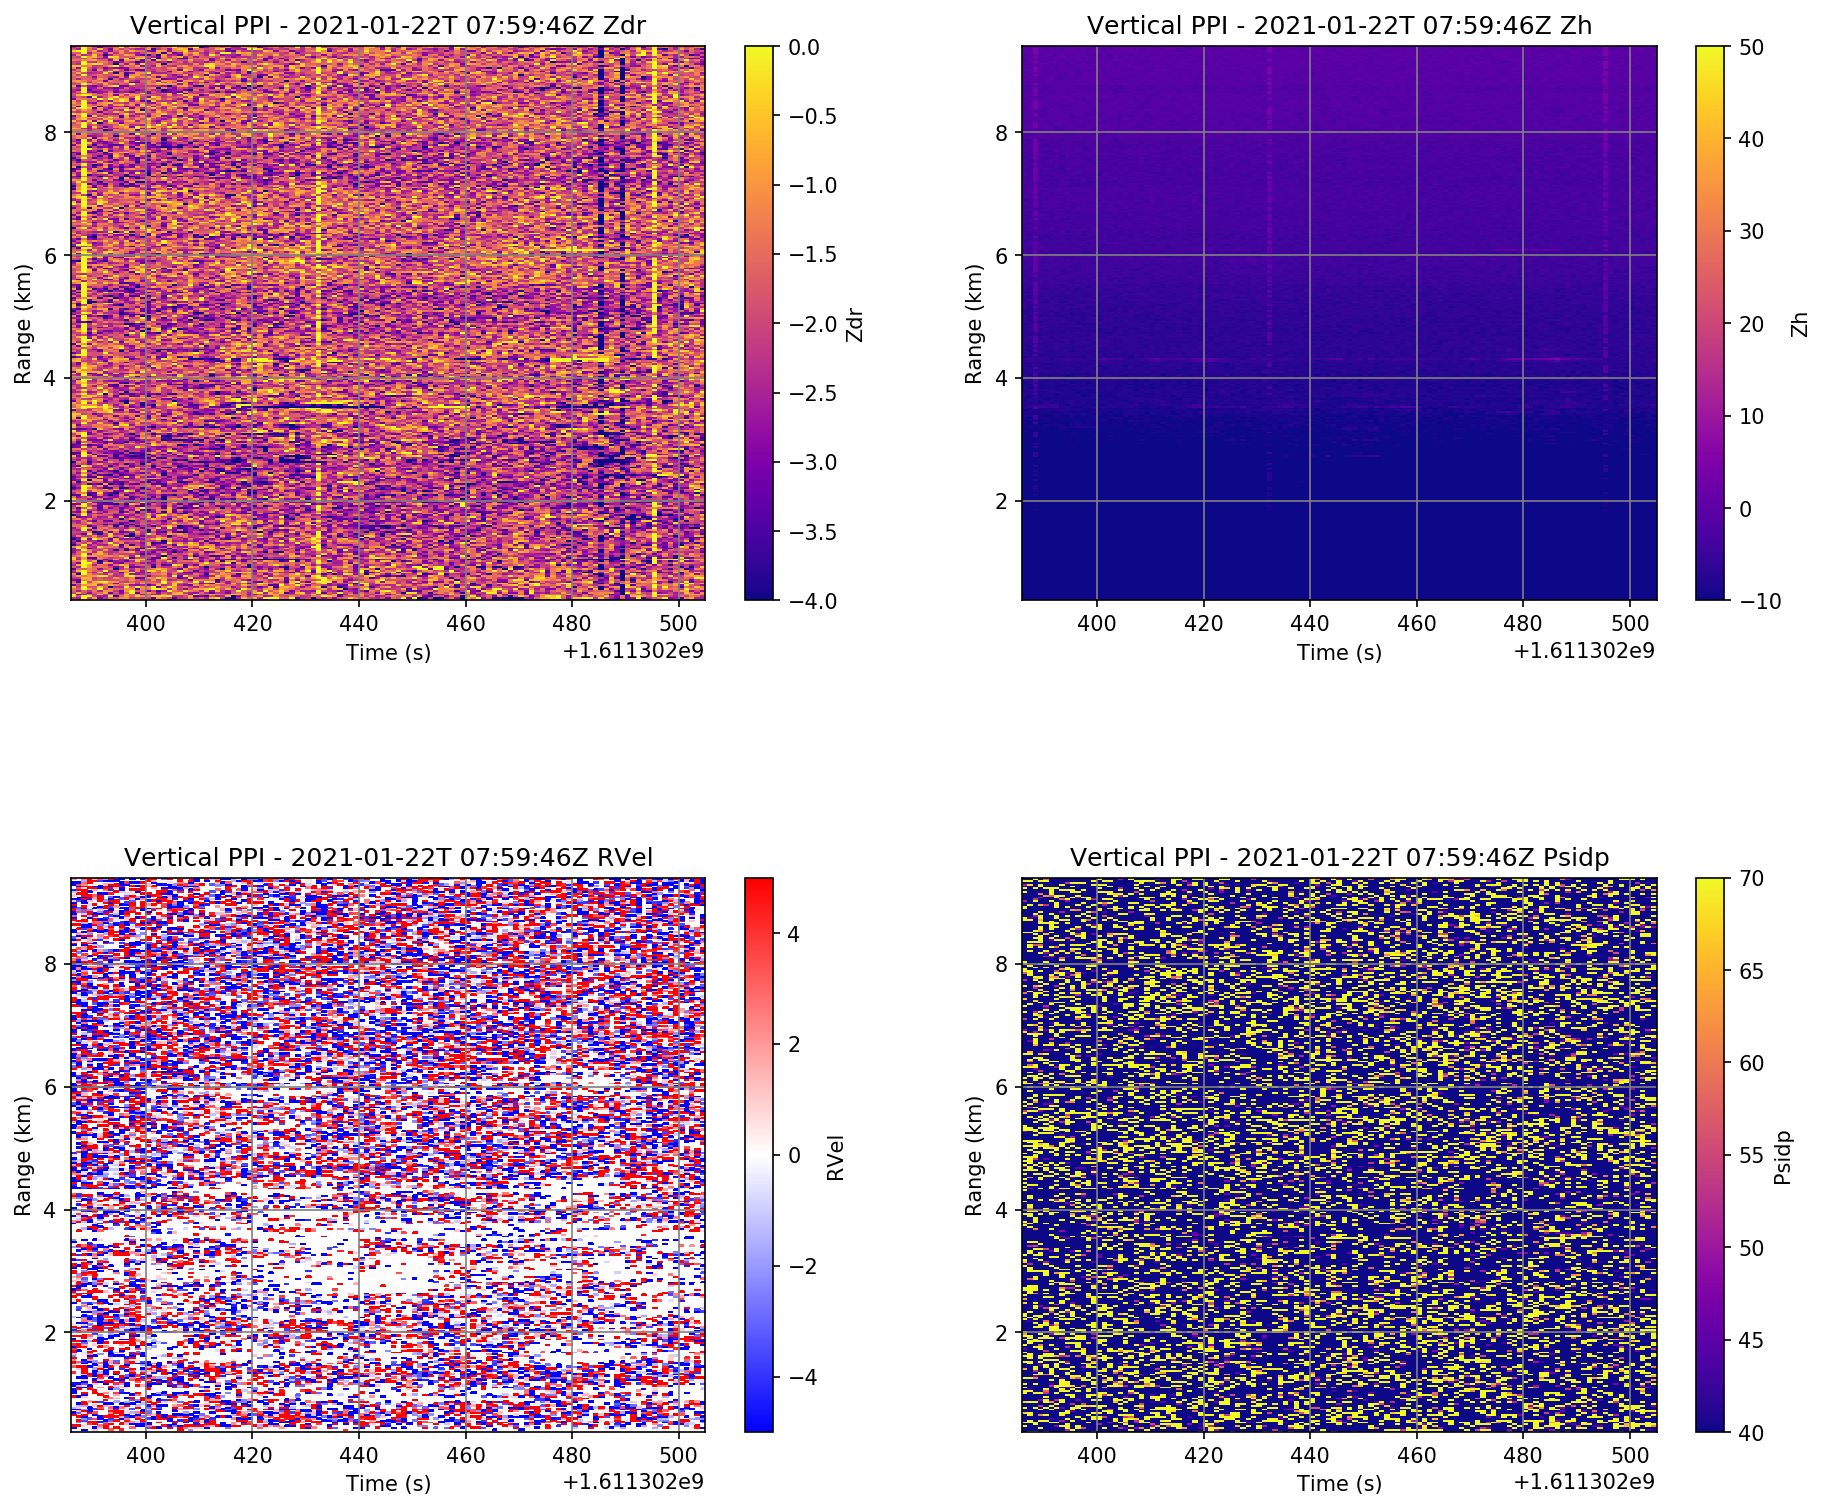 Vertical PPI - 2021-01-22T 07:59:46Z Zdr
Range (km)
8
6
4
2
400 420 440 460 480 500
Time (s)
+1.611302e9
0.0
−0.5
−1.0
−1.5
−2.0
−2.5
−3.0
−3.5
−4.0
Zdr
Vertical PPI - 2021-01-22T 07:59:46Z Zh
Range (km)
8
6
4
2
400 420 440 460 480 500
Time (s)
+1.611302e9
50
40
30
20
10
0
−10
Zh
Vertical PPI - 2021-01-22T 07:59:46Z RVel
Range (km)
8
6
4
2
400 420 440 460 480 500
Time (s)
+1.611302e9
4
2
0
−2
−4
RVel
Vertical PPI - 2021-01-22T 07:59:46Z Psidp
Range (km)
8
6
4
2
400 420 440 460 480 500
Time (s)
+1.611302e9
70
65
60
55
50
45
40
Psidp